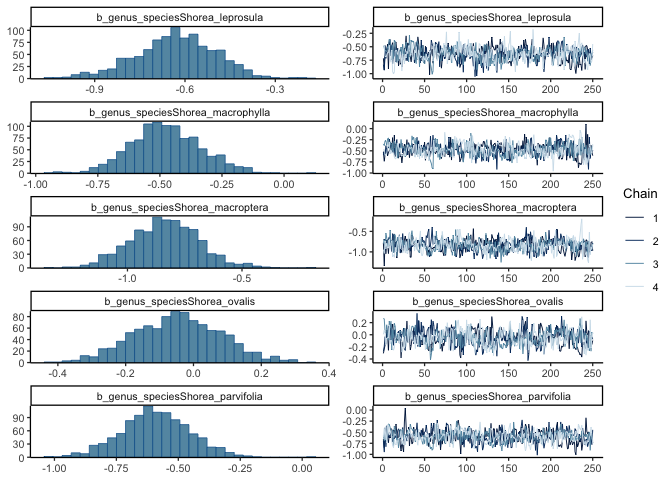 b_genus_speciesShorea_leprosula
100
75
50
25
0
-0.9 -0.6 -0.3
b_genus_speciesShorea_leprosula
-0.25
-0.50
-0.75
-1.00
0 50 100 150 200 250
b_genus_speciesShorea_macrophylla
100
75
50
25
0
-1.00 -0.75 -0.50 -0.25 0.00
b_genus_speciesShorea_macrophylla
0.00
-0.25
-0.50
-0.75
-1.00
0 50 100 150 200 250
b_genus_speciesShorea_macroptera
90
60
30
0
-1.0 -0.5
b_genus_speciesShorea_macroptera
-0.5
-1.0
0 50 100 150 200 250
b_genus_speciesShorea_ovalis
80
60
40
20
0
-0.4 -0.2 0.0 0.2 0.4
b_genus_speciesShorea_ovalis
0.2
0.0
-0.2
-0.4
0 50 100 150 200 250
b_genus_speciesShorea_parvifolia
90
60
30
0
-1.00 -0.75 -0.50 -0.25 0.00
b_genus_speciesShorea_parvifolia
0.00
-0.25
-0.50
-0.75
-1.00
0 50 100 150 200 250
Chain
1
2
3
4